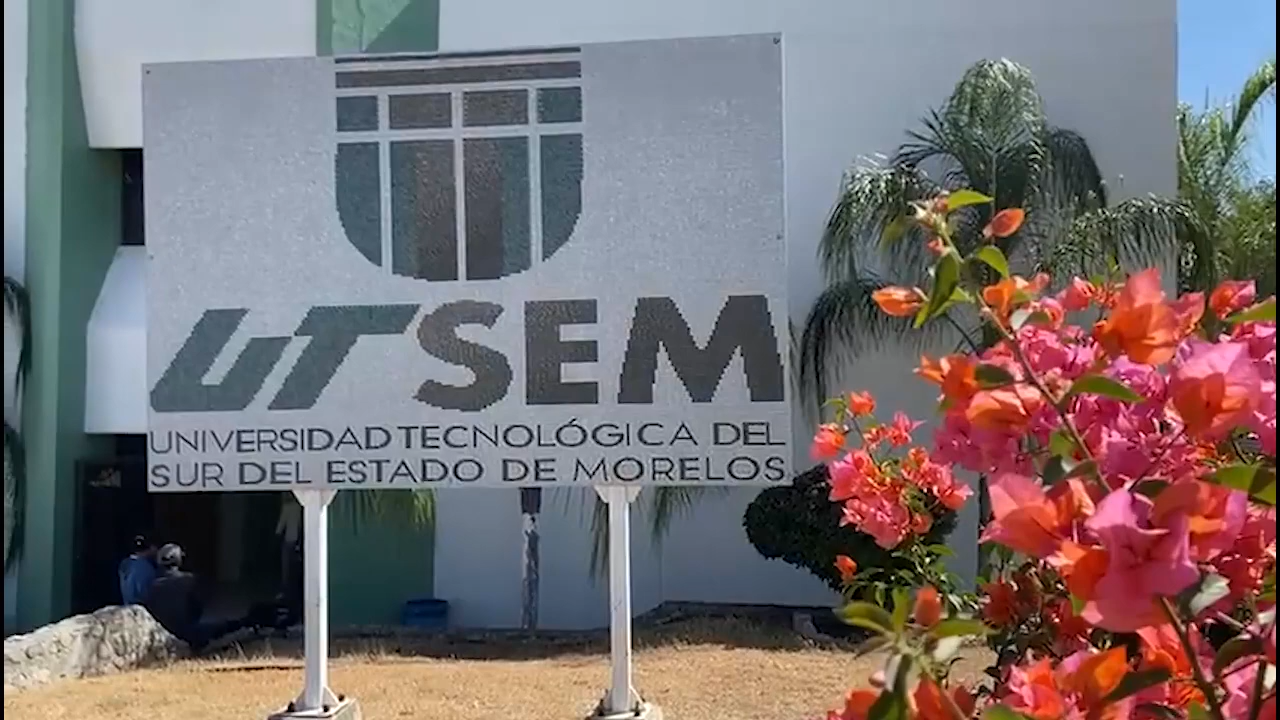 UTSEM
UNIVERSIDAD TECNOLÓGICA DEL
SUR DEL ESTADO DE MORELOS